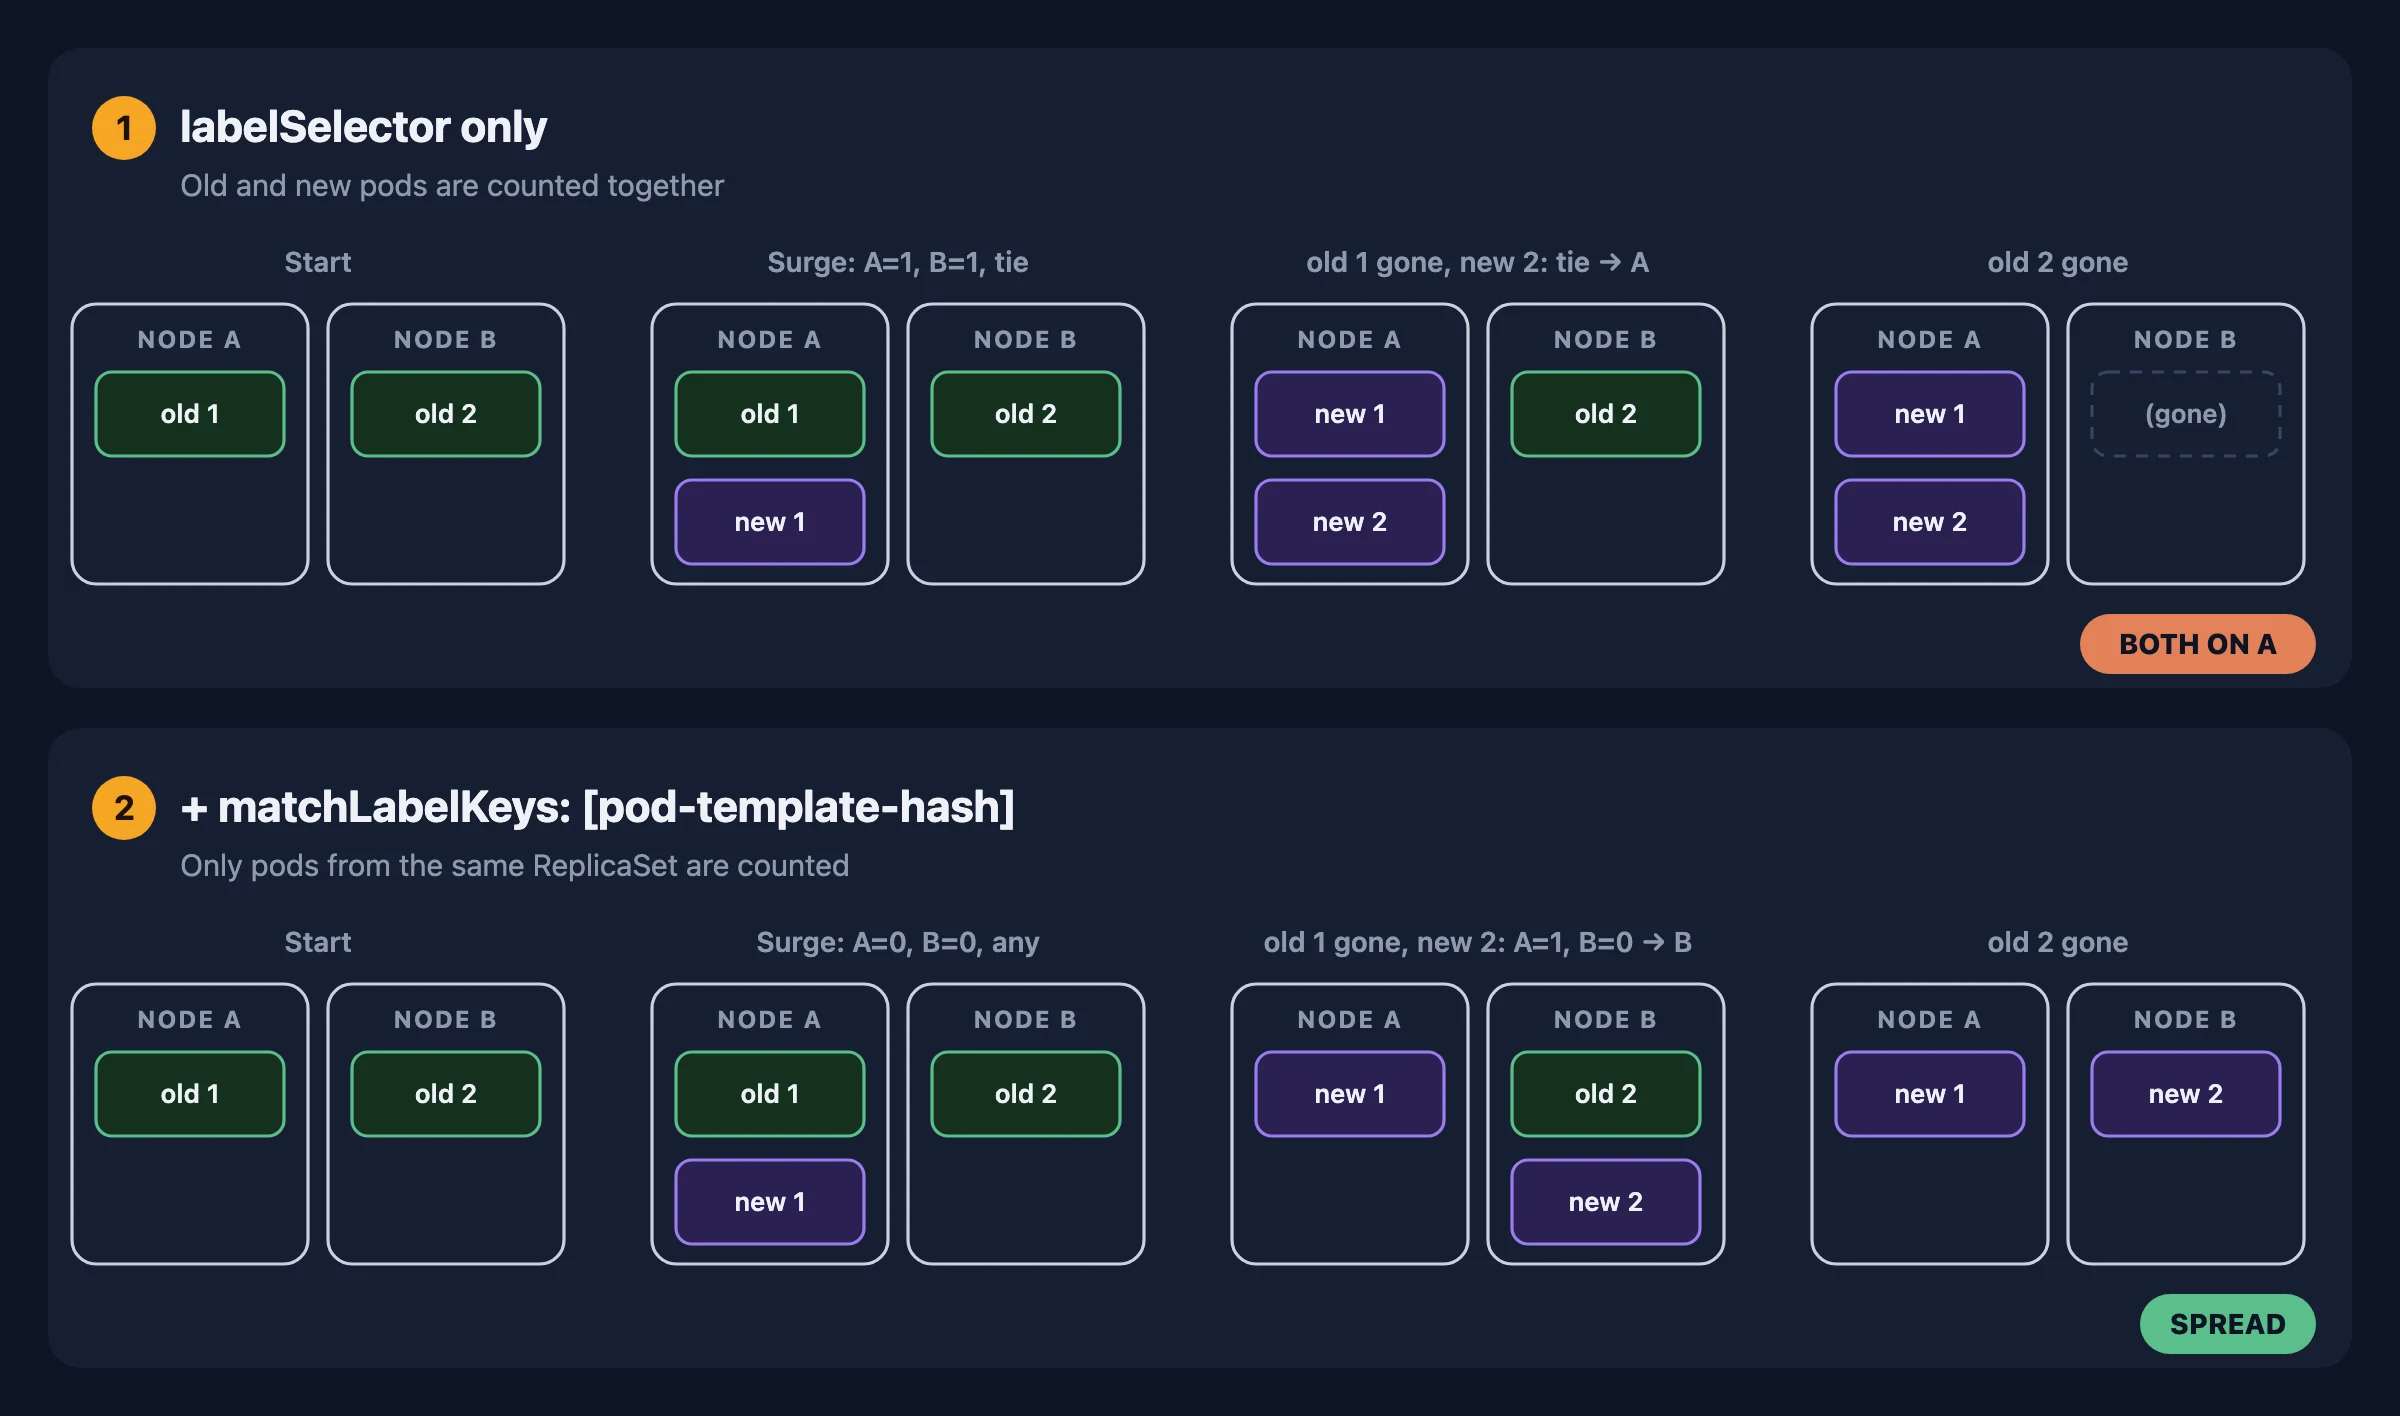 1
labelSelector only
Old and new pods are counted together
Start
Surge: A=1, B=1, tie
old 1 gone, new 2: tie → A
old 2 gone
NODE A
NODE B
NODE A
NODE B
NODE A
NODE B
NODE A
NODE B
old 1
old 2
old 1
old 2
new 1
old 2
new 1
(gone)
new 1
new 2
new 2
BOTH ON A
2
+ matchLabelKeys: [pod-template-hash]
Only pods from the same ReplicaSet are counted
Start
Surge: A=0, B=0, any
old 1 gone, new 2: A=1, B=0 → B
old 2 gone
NODE A
NODE B
NODE A
NODE B
NODE A
NODE B
NODE A
NODE B
old 1
old 2
old 1
old 2
new 1
old 2
new 1
new 2
new 1
new 2
SPREAD